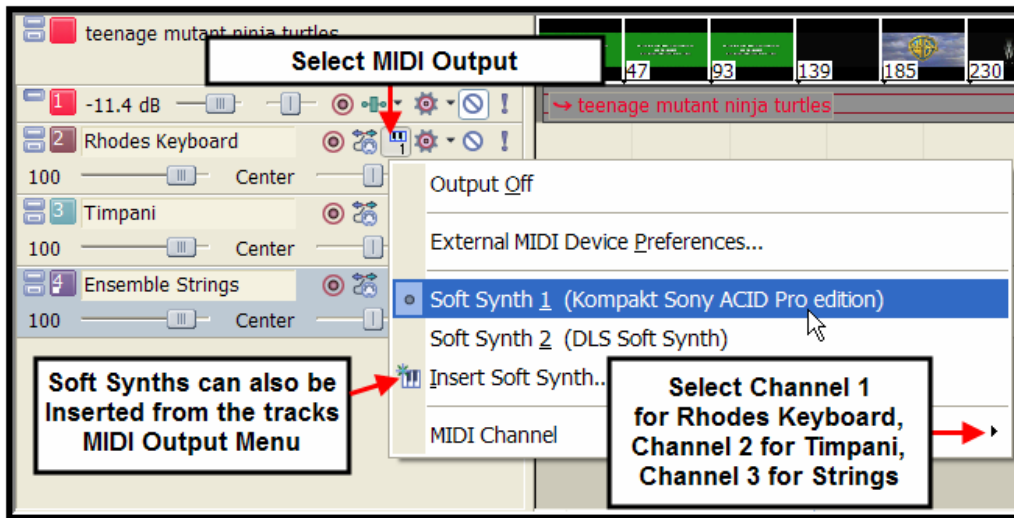 teenage mutant ninja turtles
Select MIDI Output
47 93 139 185 230
1 -11.4 dB
teenage mutant ninja turtles
2 Rhodes Keyboard 1
100 Center
3 Timpani
100 Center
4 Ensemble Strings
100 Center
Output Off
External MIDI Device Preferences...
Soft Synth 1 (Kompakt Sony ACID Pro edition)
Soft Synth 2 (DLS Soft Synth)
Insert Soft Synth..
MIDI Channel
Soft Synths can also be
Inserted from the tracks
MIDI Output Menu
Select Channel 1
for Rhodes Keyboard,
Channel 2 for Timpani,
Channel 3 for Strings